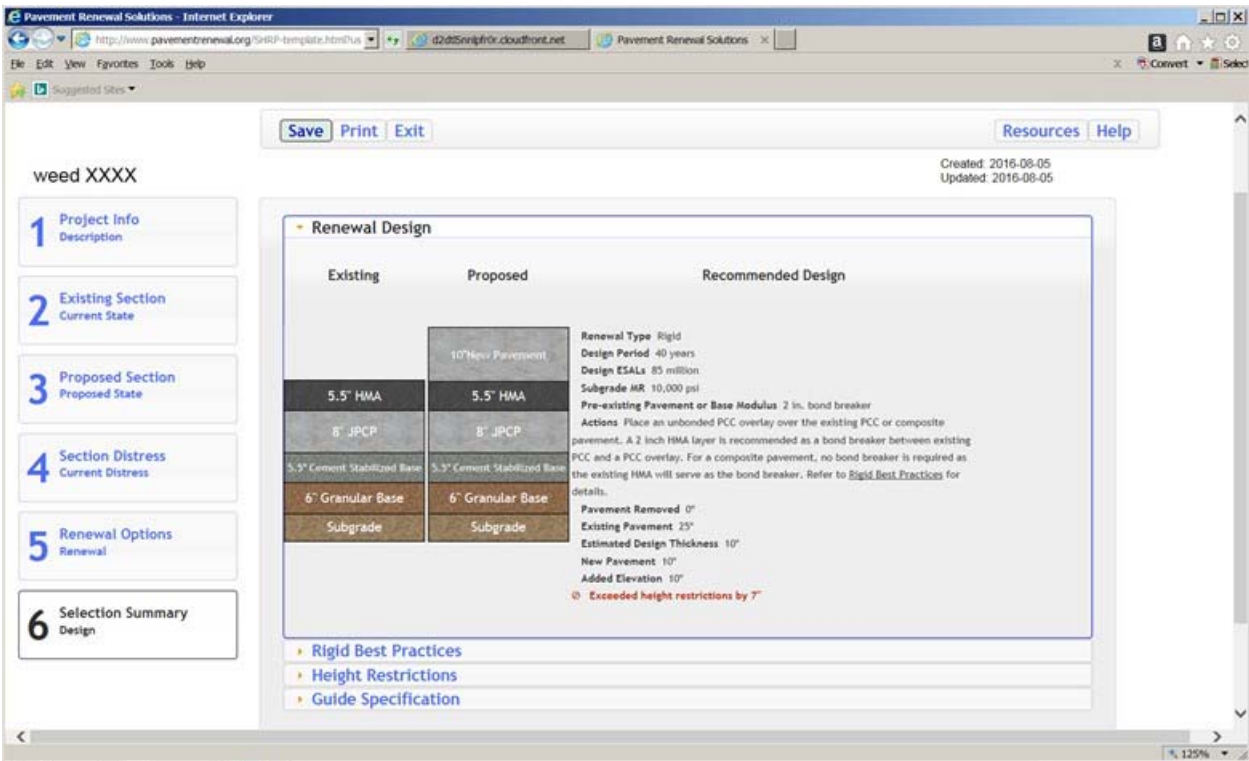 Pavement Renewal Solutions - Internet Explorer
http://www.pavementrenewal.org/SHRP-template.html?us
Pavement Renewal Solutions
File Edit View Favorites Tools Help
Convert Select
Suggested Sites
Save Print Exit Resources Help
weed XXXX
Created: 2016-08-05
Updated: 2016-08-05
1 Project Info
Description
2 Existing Section
Current State
3 Proposed Section
Proposed State
4 Section Distress
Current Distress
5 Renewal Options
Renewal
6 Selection Summary
Design
Renewal Design
Existing Proposed Recommended Design
10"New Pavement
5.5" HMA 5.5" HMA
8" JPCP 8" JPCP
5.5" Cement Stabilized Base 5.5" Cement Stabilized Base
6" Granular Base 6" Granular Base
Subgrade Subgrade
Renewal Type Rigid
Design Period 40 years
Design ESALs 85 million
Subgrade MR 10,000 psi
Pre-existing Pavement or Base Modulus 2 in. bond breaker
Actions Place an unbonded PCC overlay over the existing PCC or composite
pavement. A 2 inch HMA layer is recommended as a bond breaker between existing
PCC and a PCC overlay. For a composite pavement, no bond breaker is required as
the existing HMA will serve as the bond breaker. Refer to Rigid Best Practices for
details.
Pavement Removed 0"
Existing Pavement 25"
Estimated Design Thickness 10"
New Pavement 10"
Added Elevation 10"
Exceeded height restrictions by 7"
Rigid Best Practices
Height Restrictions
Guide Specification
125%